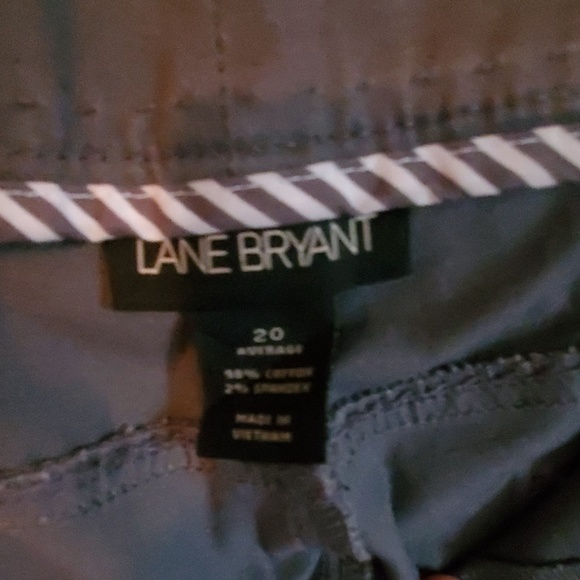 LANE BRYANT
20
AVERAGE
98% COTTON
2% SPANDEX
MADE IN
VIETNAM